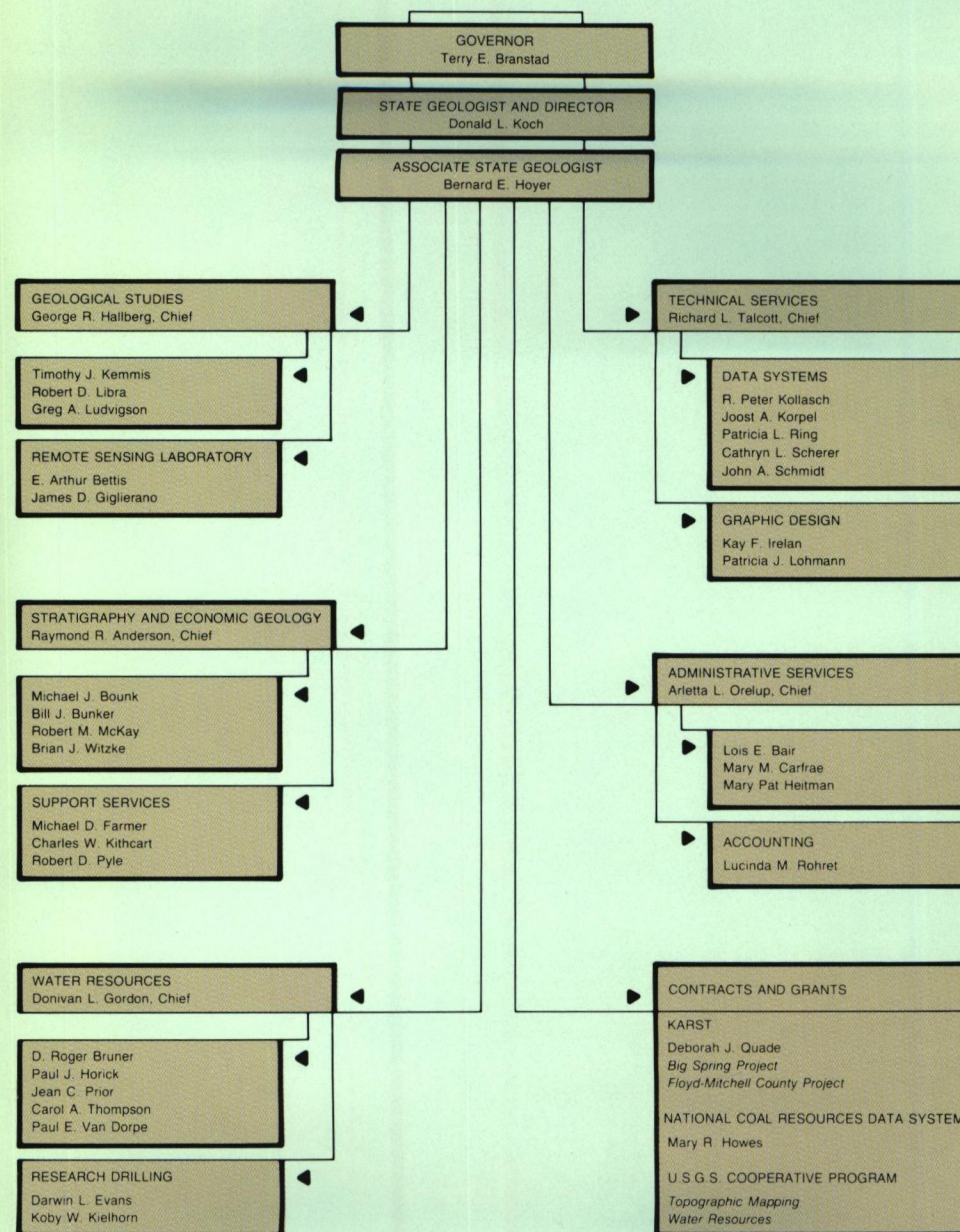 GOVERNOR
Terry E. Branstad
STATE GEOLOGIST AND DIRECTOR
Donald L. Koch
ASSOCIATE STATE GEOLOGIST
Bernard E. Hoyer
GEOLOGICAL STUDIES
George R. Hallberg, Chief
Timothy J. Kemmis
Robert D. Libra
Greg A. Ludvigson
REMOTE SENSING LABORATORY
E. Arthur Bettis
James D. Giglierano
STRATIGRAPHY AND ECONOMIC GEOLOGY
Raymond R. Anderson, Chief
Michael J. Bounk
Bill J. Bunker
Robert M. McKay
Brian J. Witzke
SUPPORT SERVICES
Michael D. Farmer
Charles W. Kithcart
Robert D. Pyle
WATER RESOURCES
Donivan L. Gordon, Chief
D. Roger Bruner
Paul J. Horick
Jean C. Prior
Carol A. Thompson
Paul E. Van Dorpe
RESEARCH DRILLING
Darwin L. Evans
Koby W. Kielhorn
TECHNICAL SERVICES
Richard L. Talcott, Chief
DATA SYSTEMS
R. Peter Kollasch
Joost A. Korpel
Patricia L. Ring
Cathryn L. Scherer
John A. Schmidt
GRAPHIC DESIGN
Kay F. Irelan
Patricia J. Lohmann
ADMINISTRATIVE SERVICES
Arletta L. Orelup, Chief
Lois E. Bair
Mary M. Carfrae
Mary Pat Heitman
ACCOUNTING
Lucinda M. Rohret
CONTRACTS AND GRANTS
KARST
Deborah J. Quade
Big Spring Project
Floyd-Mitchell County Project
NATIONAL COAL RESOURCES DATA SYSTEM
Mary R. Howes
U.S.G.S. COOPERATIVE PROGRAM
Topographic Mapping
Water Resources